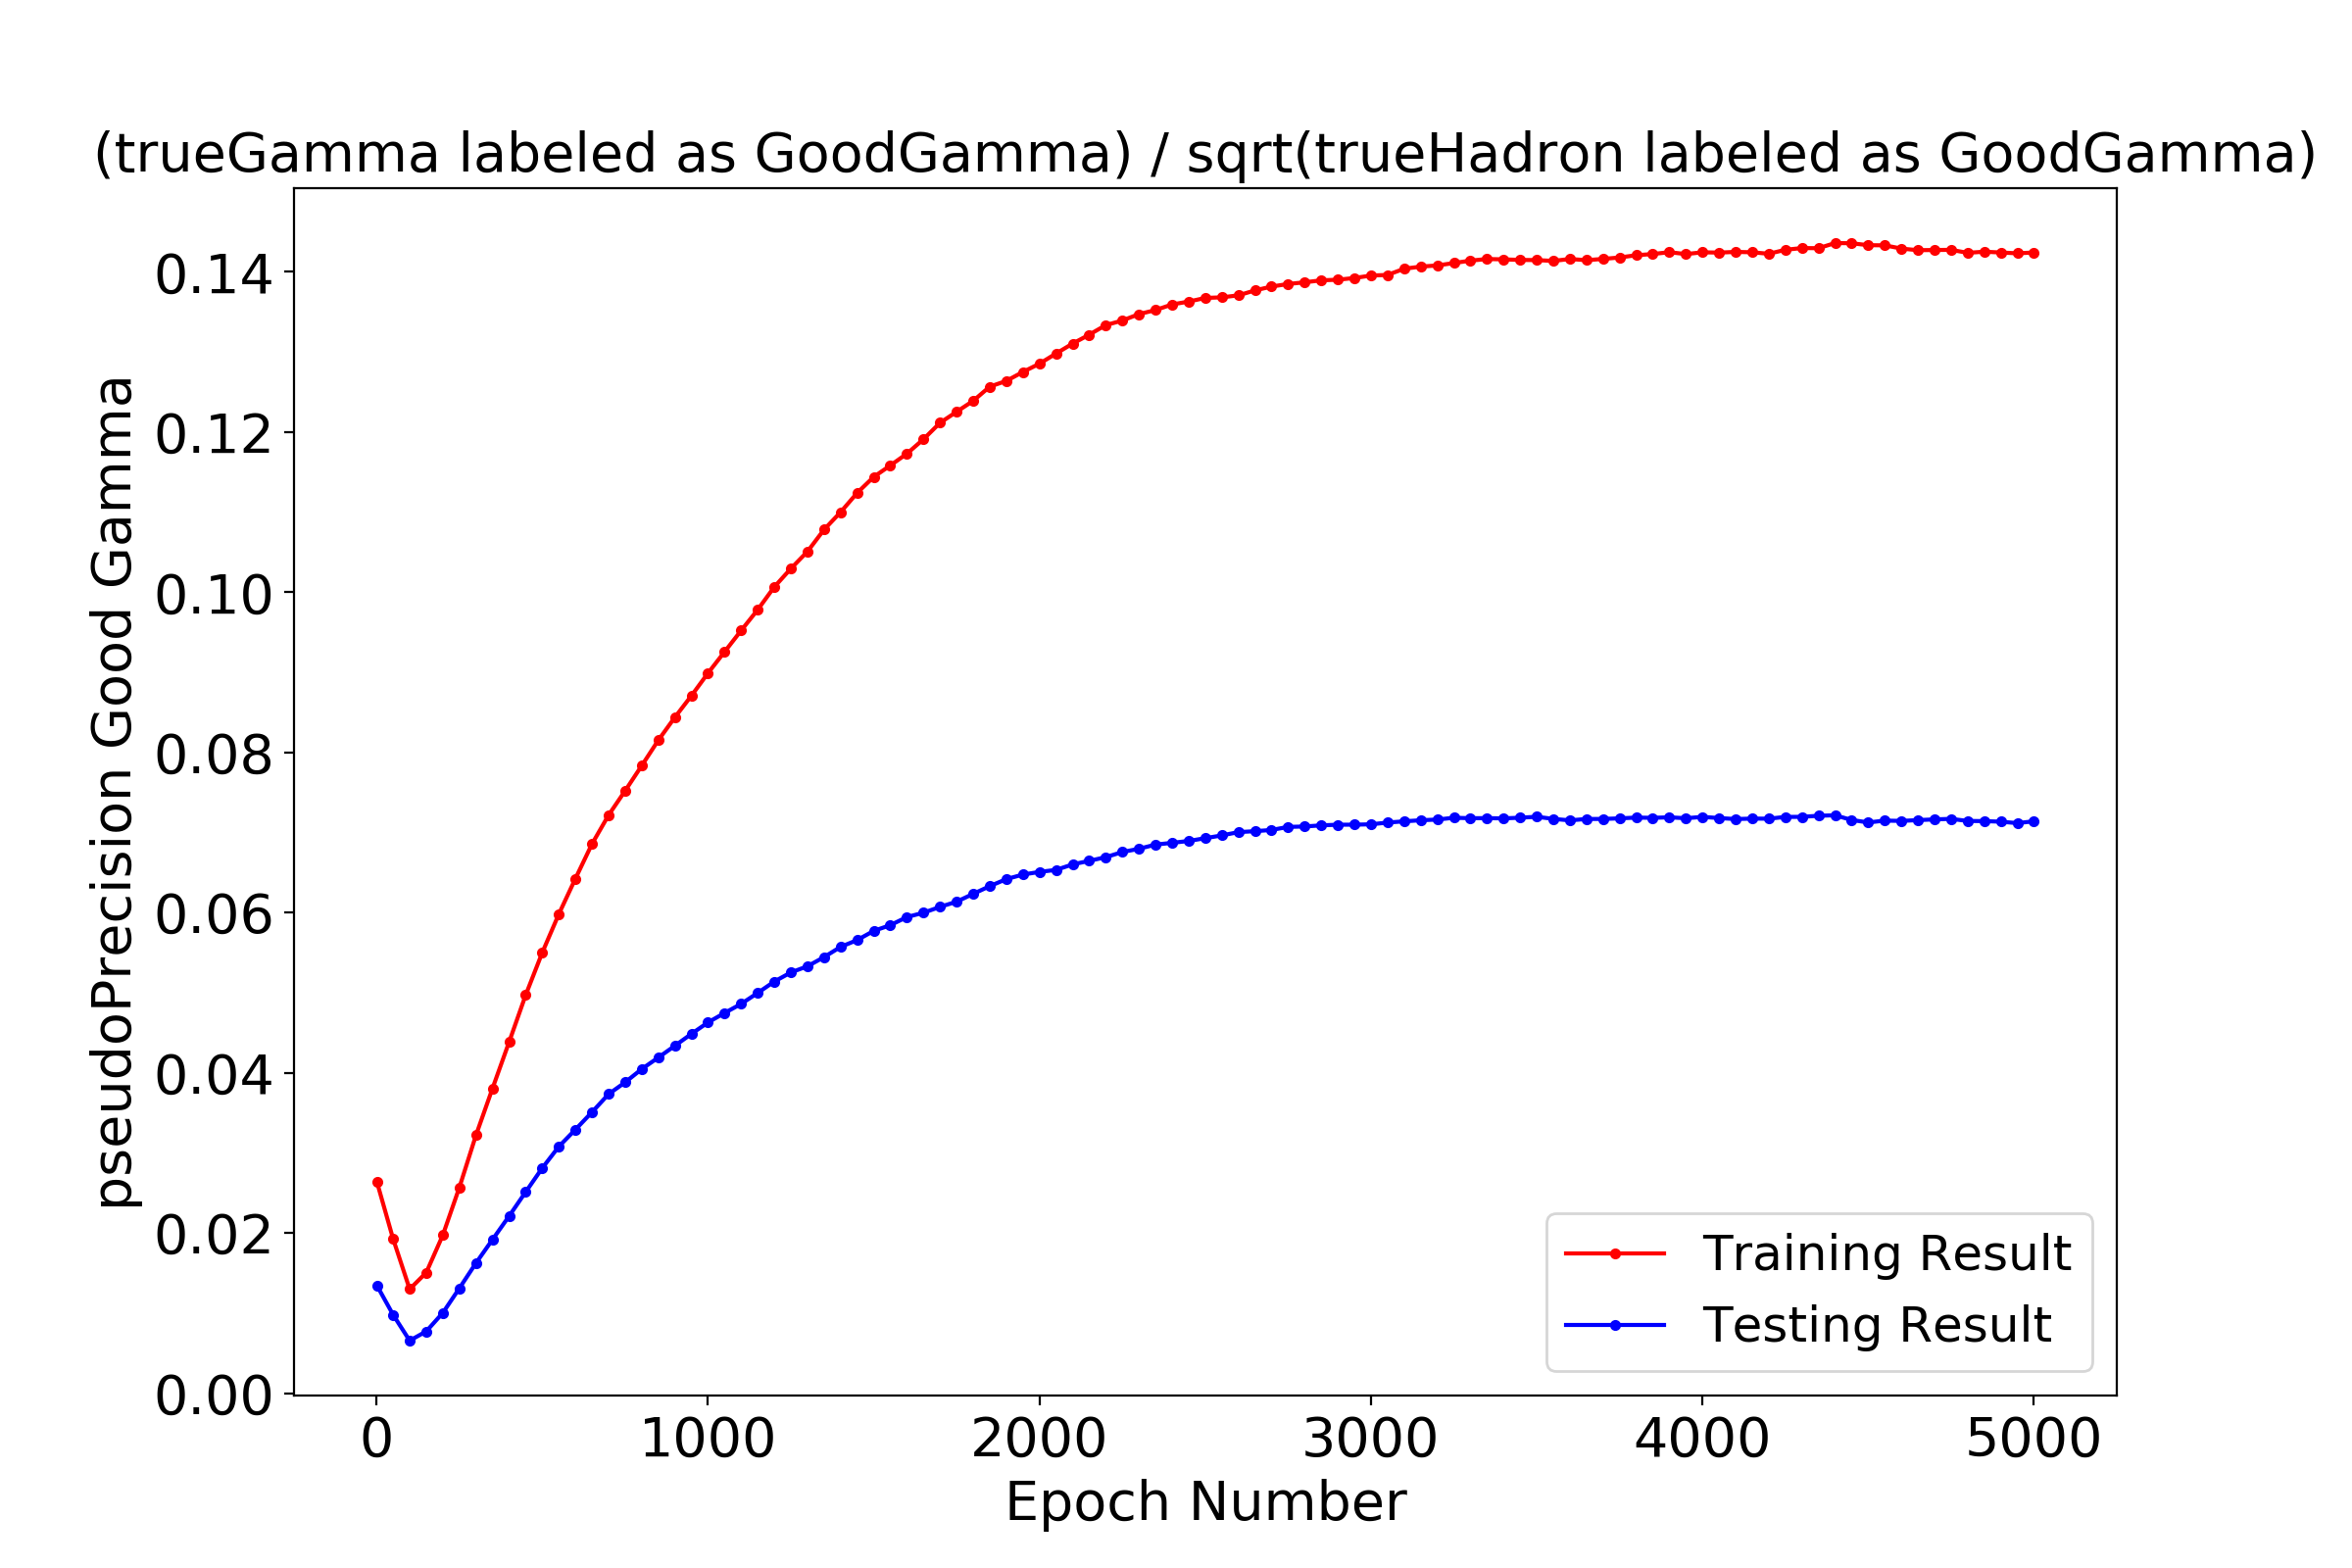 (trueGamma labeled as GoodGamma) / sqrt(trueHadron labeled as GoodGamma)
pseudoPrecision Good Gamma
0.14
0.12
0.10
0.08
0.06
0.04
0.02
0.00
Training Result
Testing Result
0 1000 2000 3000 4000 5000
Epoch Number